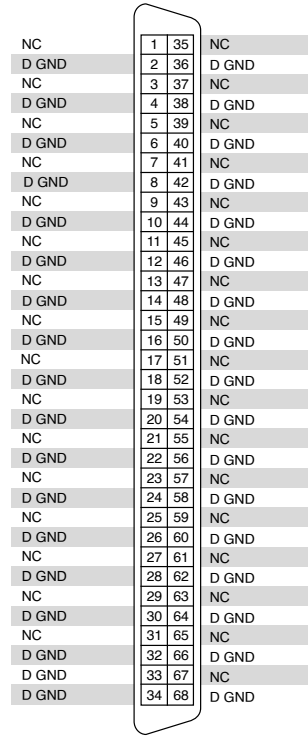 NC 1 35 NC
D GND 2 36 D GND
NC 3 37 NC
D GND 4 38 D GND
NC 5 39 NC
D GND 6 40 D GND
NC 7 41 NC
D GND 8 42 D GND
NC 9 43 NC
D GND 10 44 D GND
NC 11 45 NC
D GND 12 46 D GND
NC 13 47 NC
D GND 14 48 D GND
NC 15 49 NC
D GND 16 50 D GND
NC 17 51 NC
D GND 18 52 D GND
NC 19 53 NC
D GND 20 54 D GND
NC 21 55 NC
D GND 22 56 D GND
NC 23 57 NC
D GND 24 58 D GND
NC 25 59 NC
D GND 26 60 D GND
NC 27 61 NC
D GND 28 62 D GND
NC 29 63 NC
D GND 30 64 D GND
NC 31 65 NC
D GND 32 66 D GND
D GND 33 67 NC
D GND 34 68 D GND